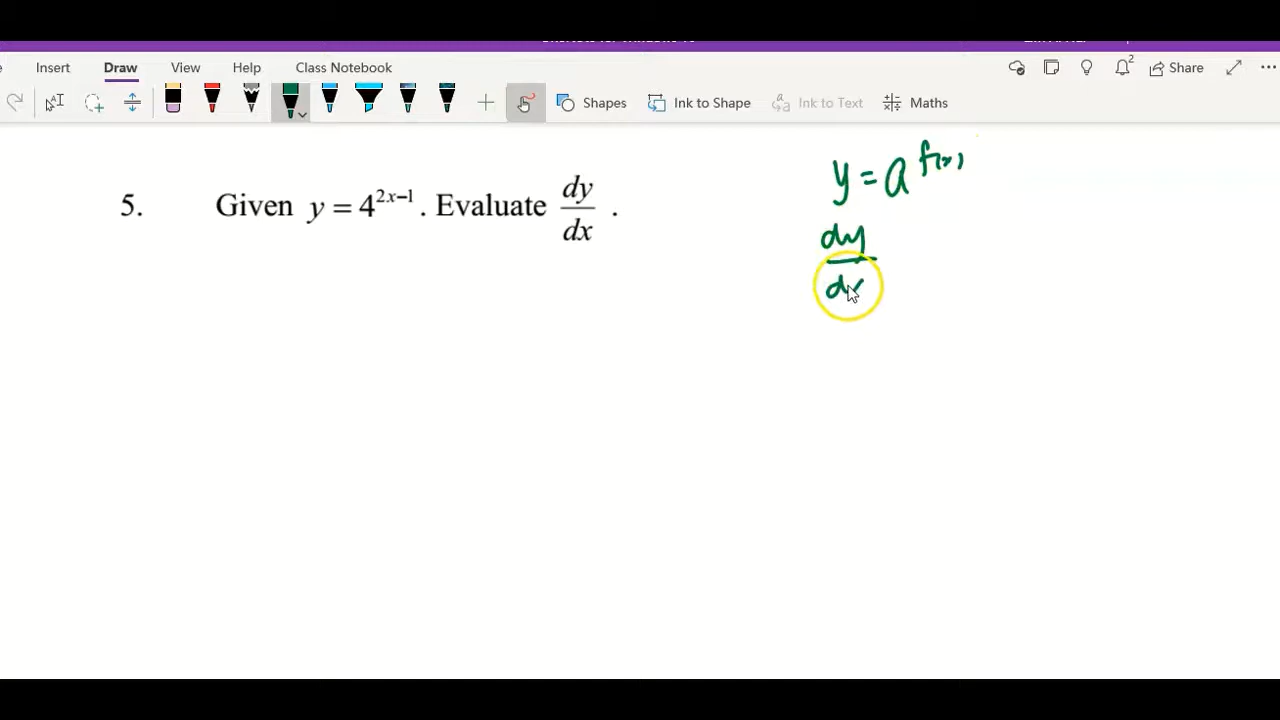 Insert Draw View Help Class Notebook Share
Shapes Ink to Shape Ink to Text Maths
5. Given y = 4^{2x−1}. Evaluate dy/dx.
y = a^{f(x)}
dy/dx